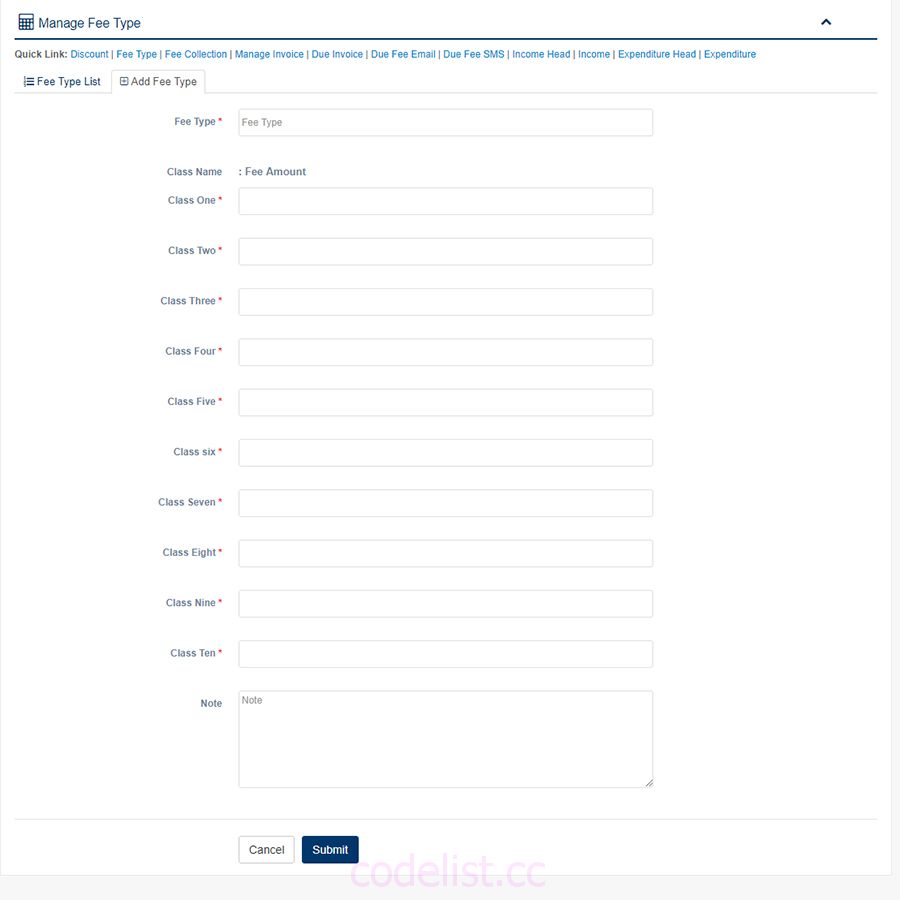 Manage Fee Type
Quick Link: Discount | Fee Type | Fee Collection | Manage Invoice | Due Invoice | Due Fee Email | Due Fee SMS | Income Head | Income | Expenditure Head | Expenditure
Fee Type List Add Fee Type
Fee Type * Fee Type
Class Name : Fee Amount
Class One *
Class Two *
Class Three *
Class Four *
Class Five *
Class six *
Class Seven *
Class Eight *
Class Nine *
Class Ten *
Note Note
Cancel Submit
codelist.cc